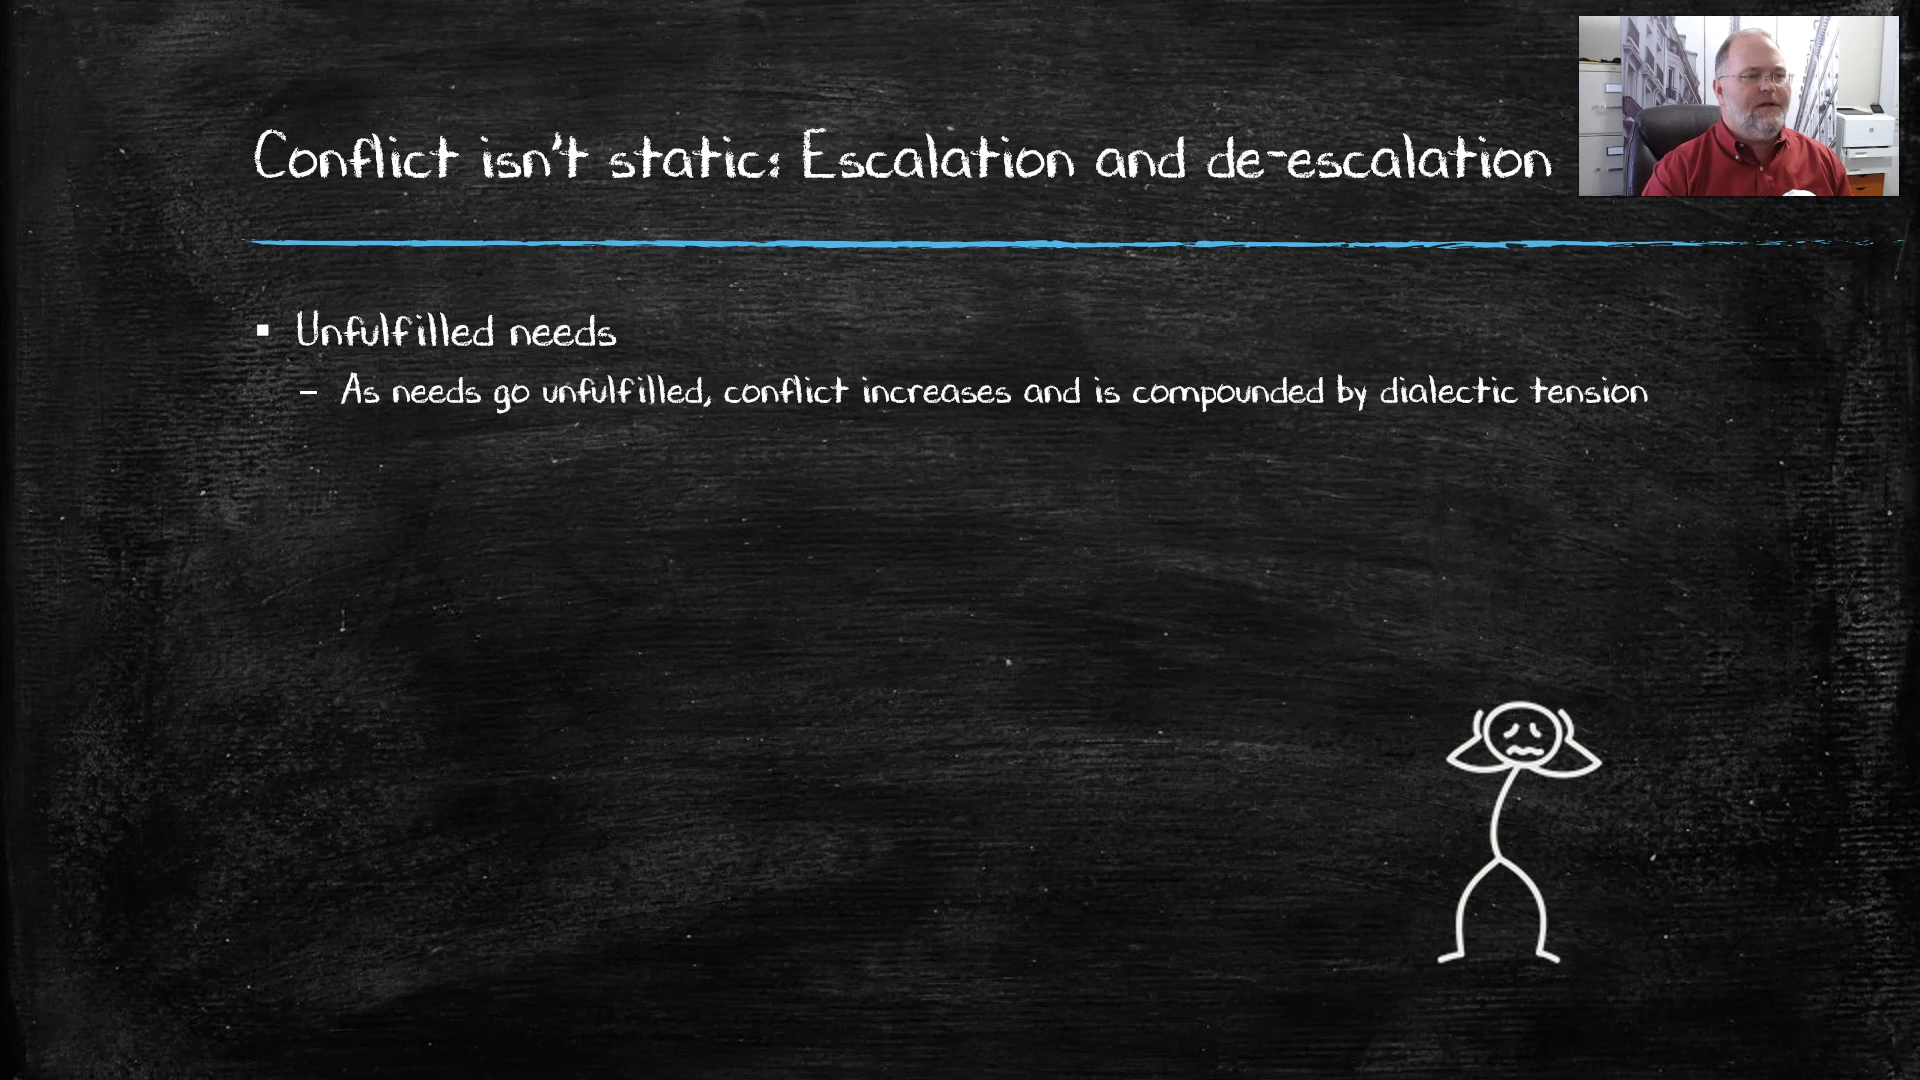 Conflict isn't static: Escalation and de-escalation
▪ Unfulfilled needs
– As needs go unfulfilled, conflict increases and is compounded by dialectic tension